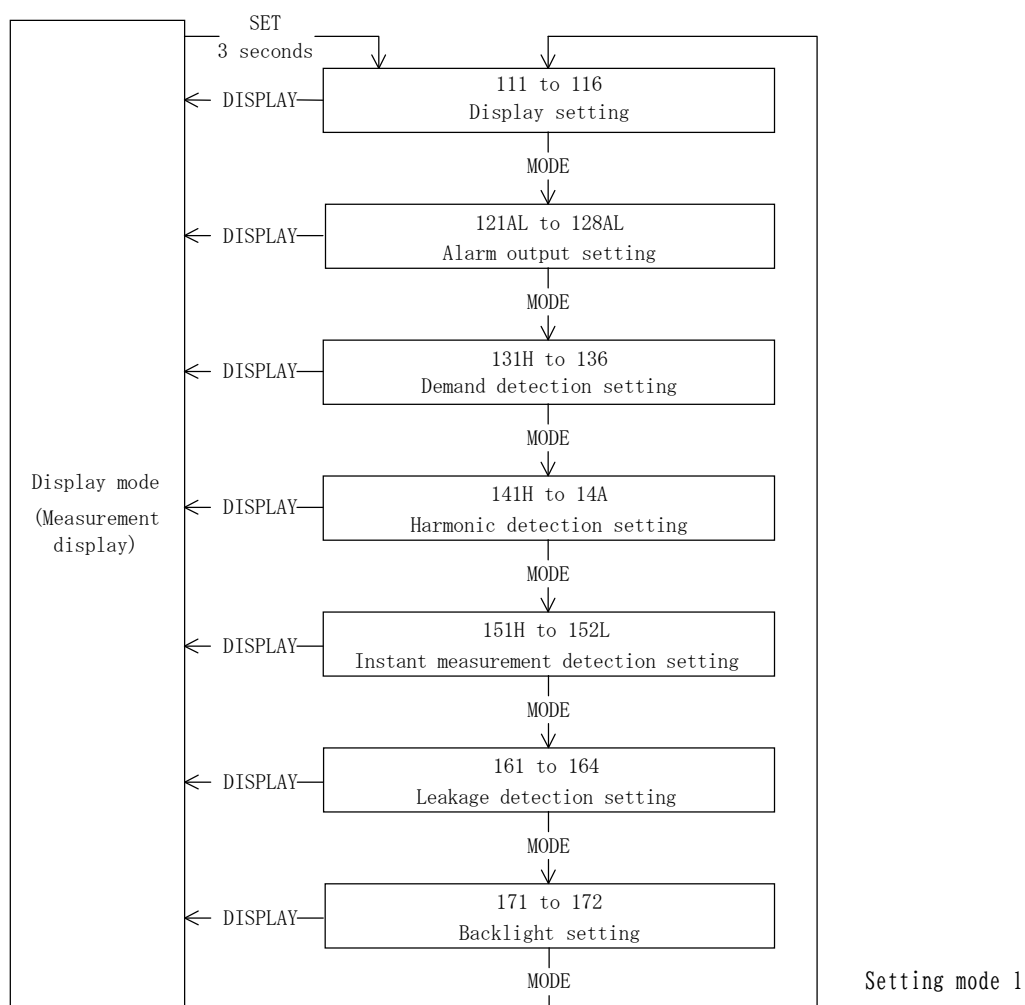 SET
3 seconds
111 to 116
Display setting
DISPLAY
MODE
121AL to 128AL
Alarm output setting
DISPLAY
MODE
131H to 136
Demand detection setting
DISPLAY
MODE
Display mode
(Measurement
display)
141H to 14A
Harmonic detection setting
DISPLAY
MODE
151H to 152L
Instant measurement detection setting
DISPLAY
MODE
161 to 164
Leakage detection setting
DISPLAY
MODE
171 to 172
Backlight setting
DISPLAY
MODE
Setting mode 1